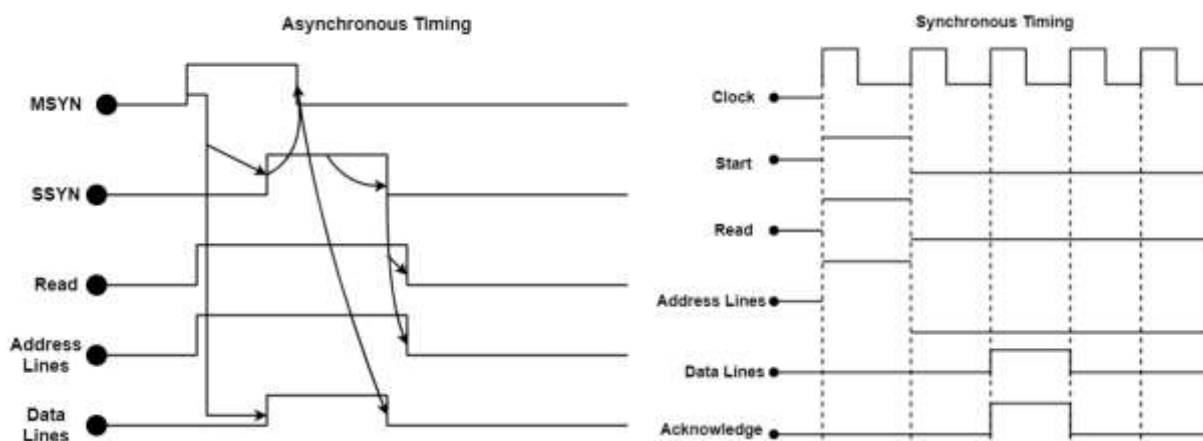 Asynchronous Timing
MSYN
SSYN
Read
Address
Lines
Data
Lines
Synchronous Timing
Clock
Start
Read
Address Lines
Data Lines
Acknowledge